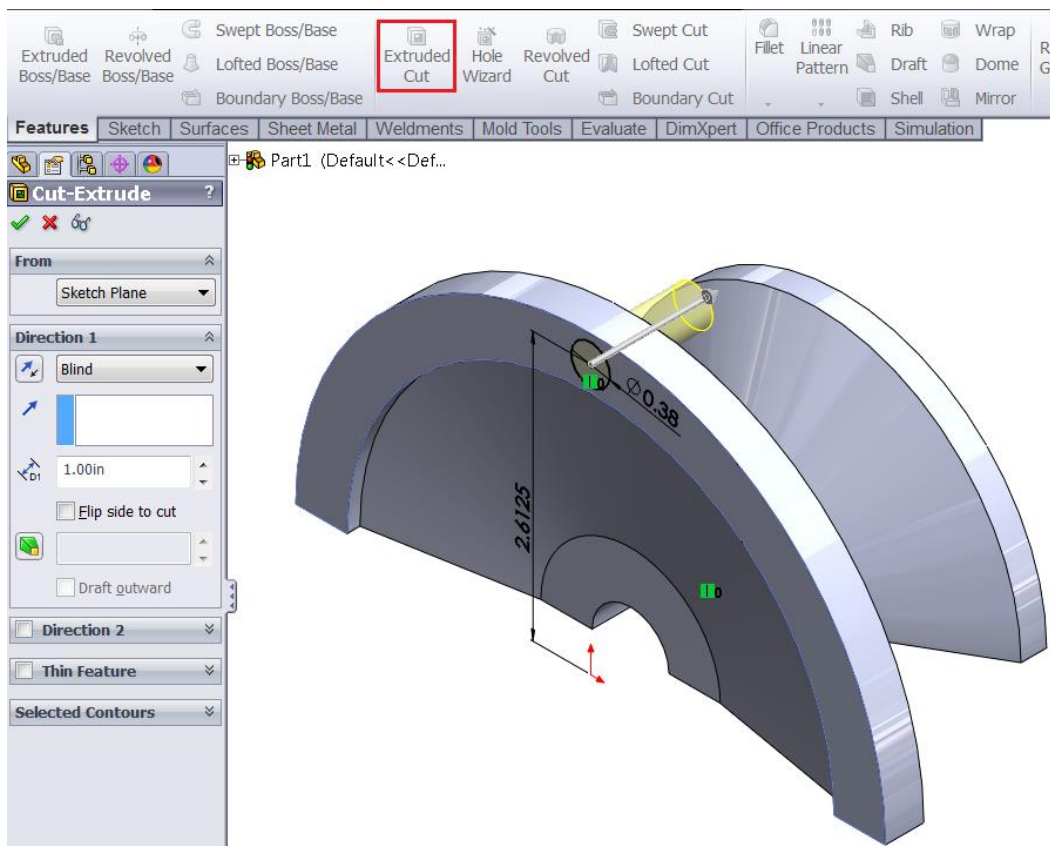 Extruded Boss/Base
Revolved Boss/Base
Swept Boss/Base
Lofted Boss/Base
Boundary Boss/Base
Extruded Cut
Hole Wizard
Revolved Cut
Swept Cut
Lofted Cut
Boundary Cut
Fillet
Linear Pattern
Rib
Draft
Shell
Wrap
Dome
Mirror
R
G
Features Sketch Surfaces Sheet Metal Weldments Mold Tools Evaluate DimXpert Office Products Simulation
Part1 (Default<<Def...
Cut-Extrude ?
From
Sketch Plane
Direction 1
Blind
D1 1.00in
Flip side to cut
Draft outward
Direction 2
Thin Feature
Selected Contours
Ø0.38
2.6125
0
0